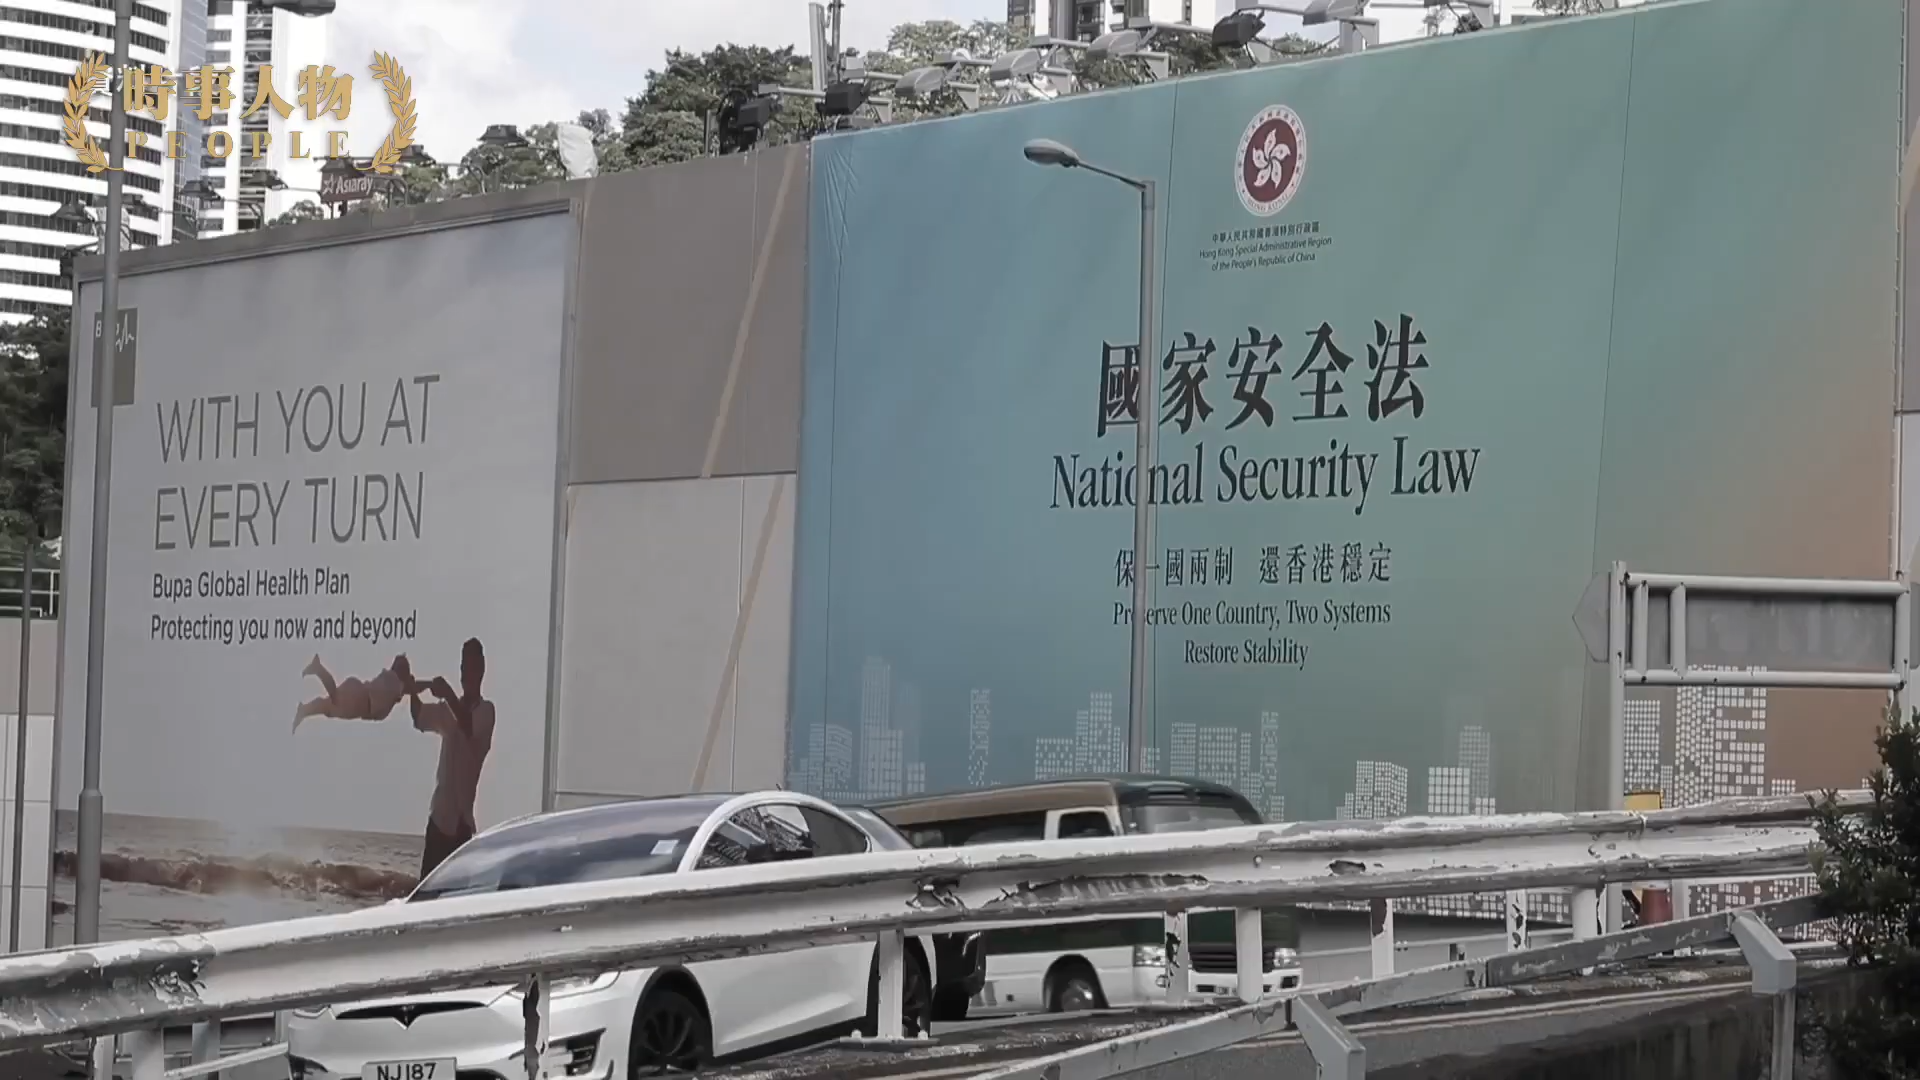 時事人物
PEOPLE
Asiaray
WITH YOU AT
EVERY TURN
Bupa Global Health Plan
Protecting you now and beyond
HONG KONG
中華人民共和國香港特別行政區
Hong Kong Special Administrative Region
of the People's Republic of China
國家安全法
National Security Law
保一國兩制 還香港穩定
Preserve One Country, Two Systems
Restore Stability
NJ187